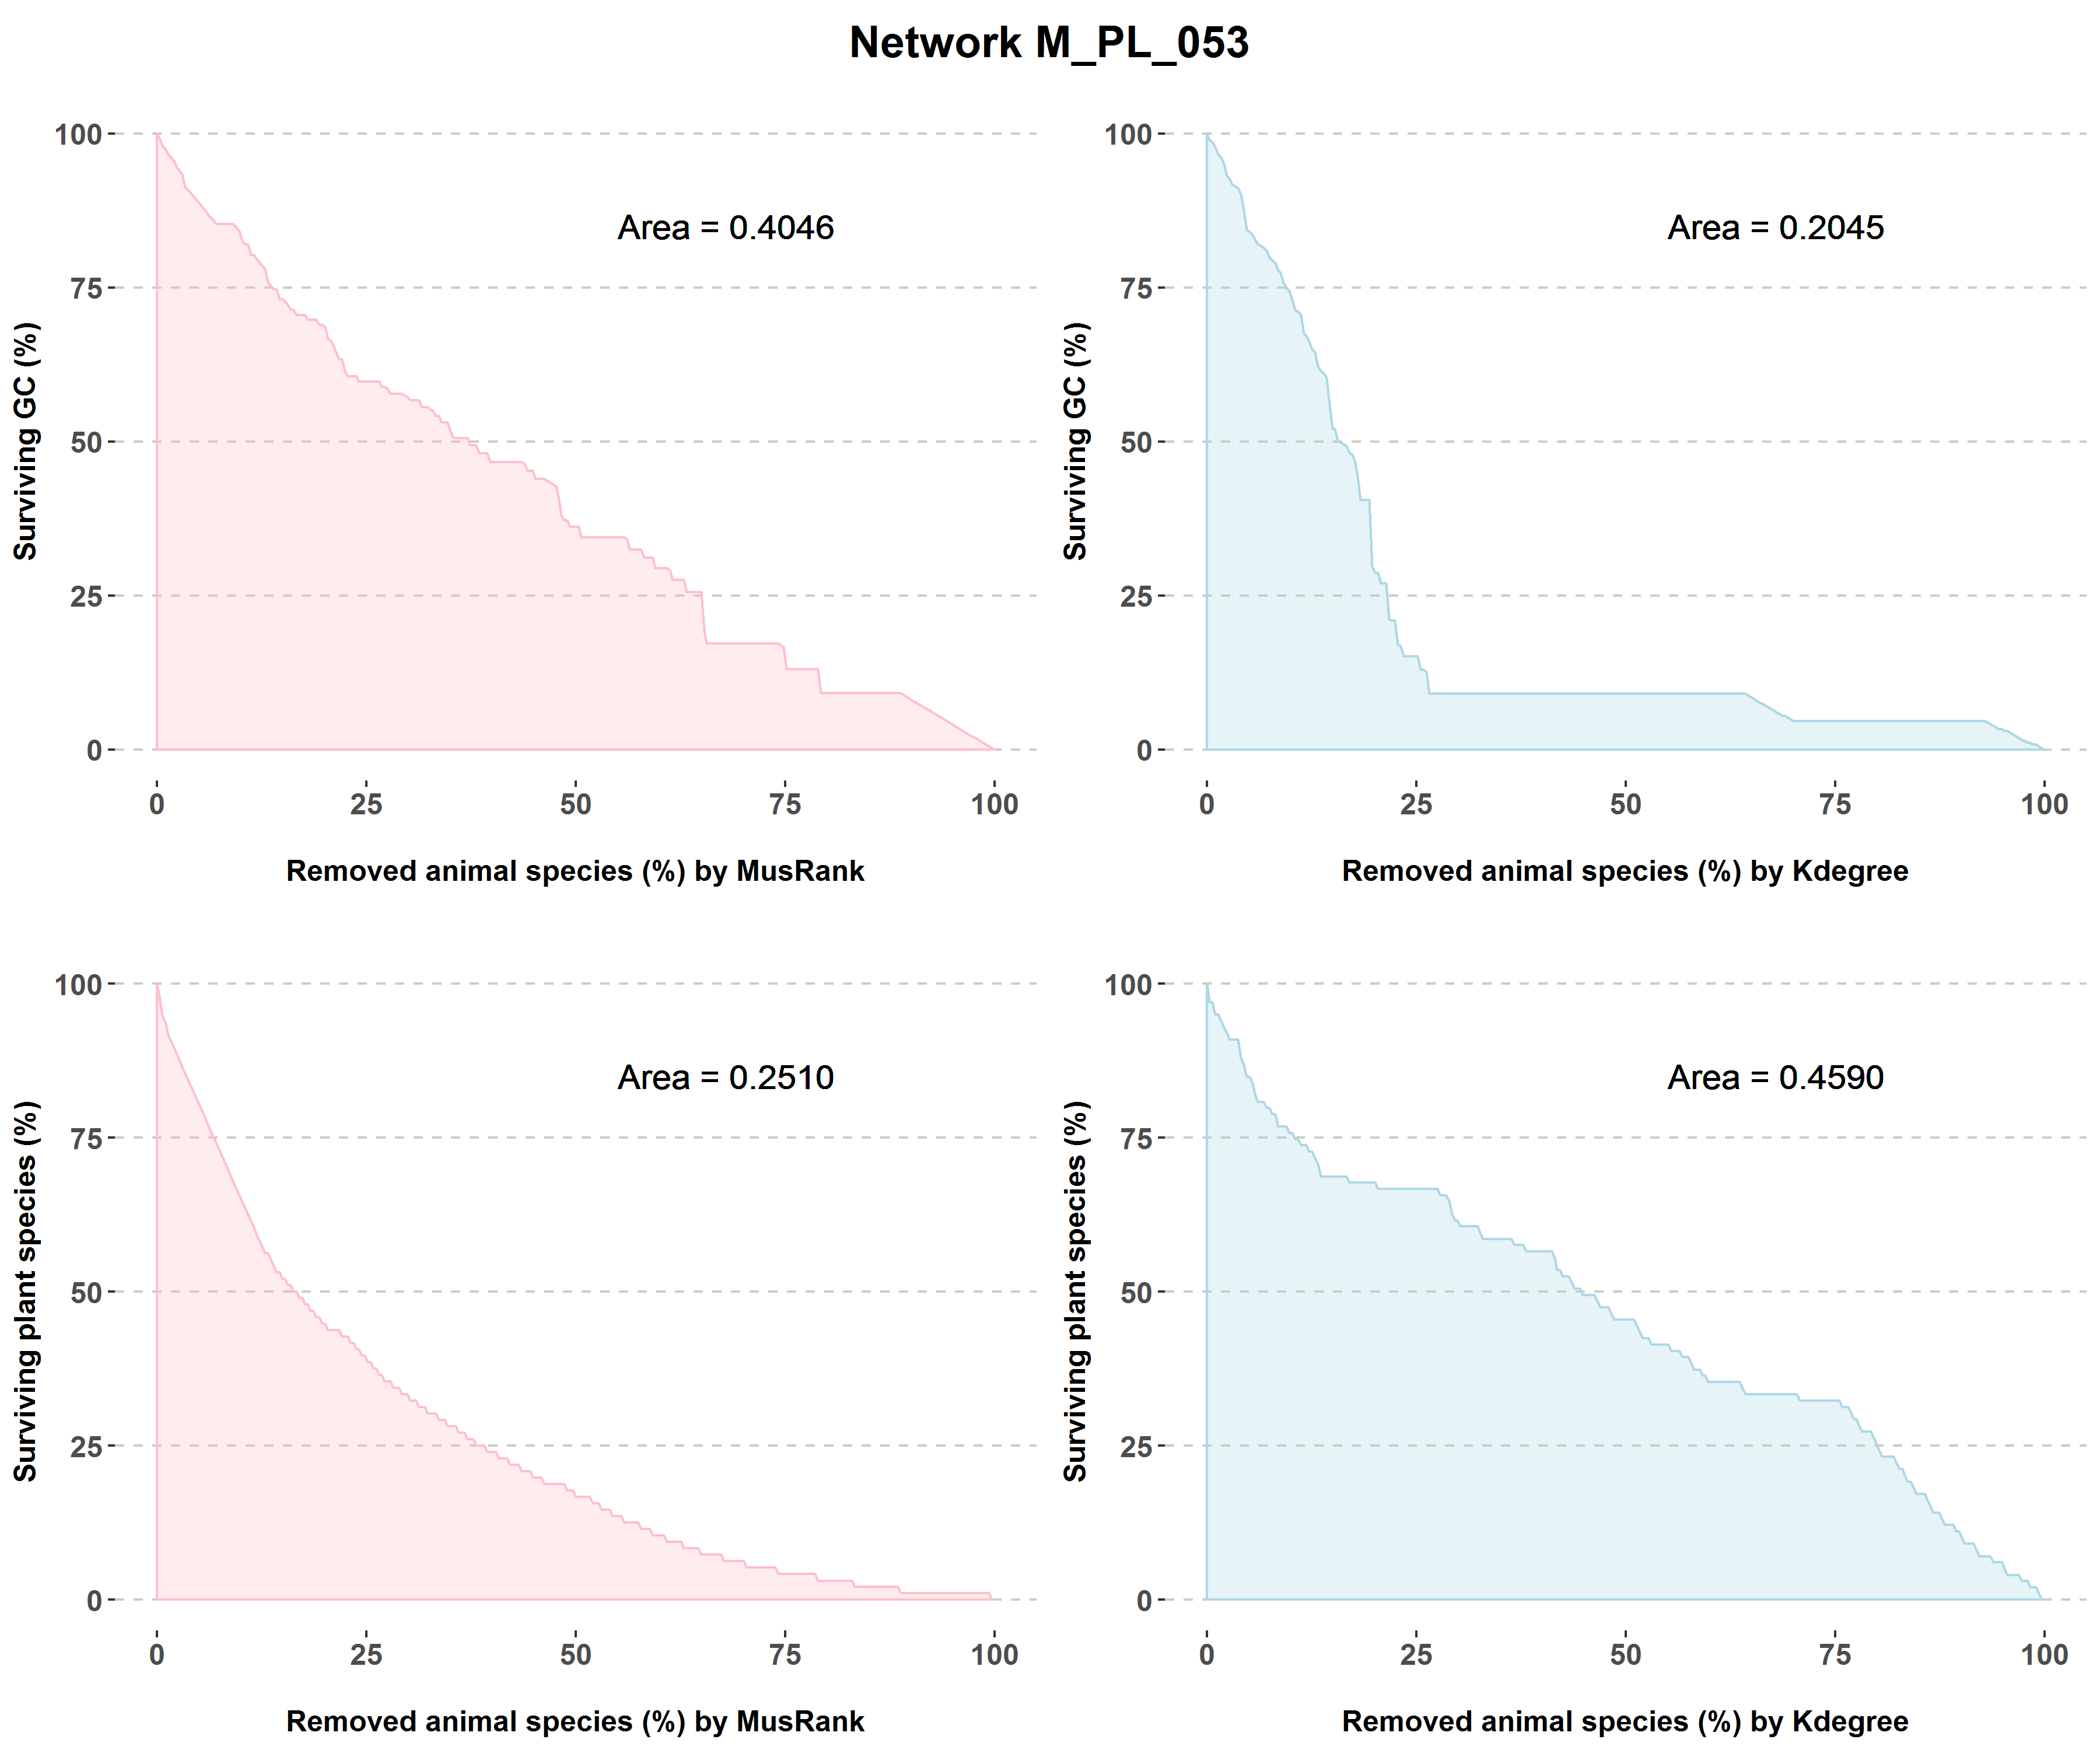 Network M_PL_053
100
75
50
25
0
Surviving GC (%)
Area = 0.4046
0 25 50 75 100
Removed animal species (%) by MusRank
100
75
50
25
0
Surviving GC (%)
Area = 0.2045
0 25 50 75 100
Removed animal species (%) by Kdegree
100
75
50
25
0
Surviving plant species (%)
Area = 0.2510
0 25 50 75 100
Removed animal species (%) by MusRank
100
75
50
25
0
Surviving plant species (%)
Area = 0.4590
0 25 50 75 100
Removed animal species (%) by Kdegree